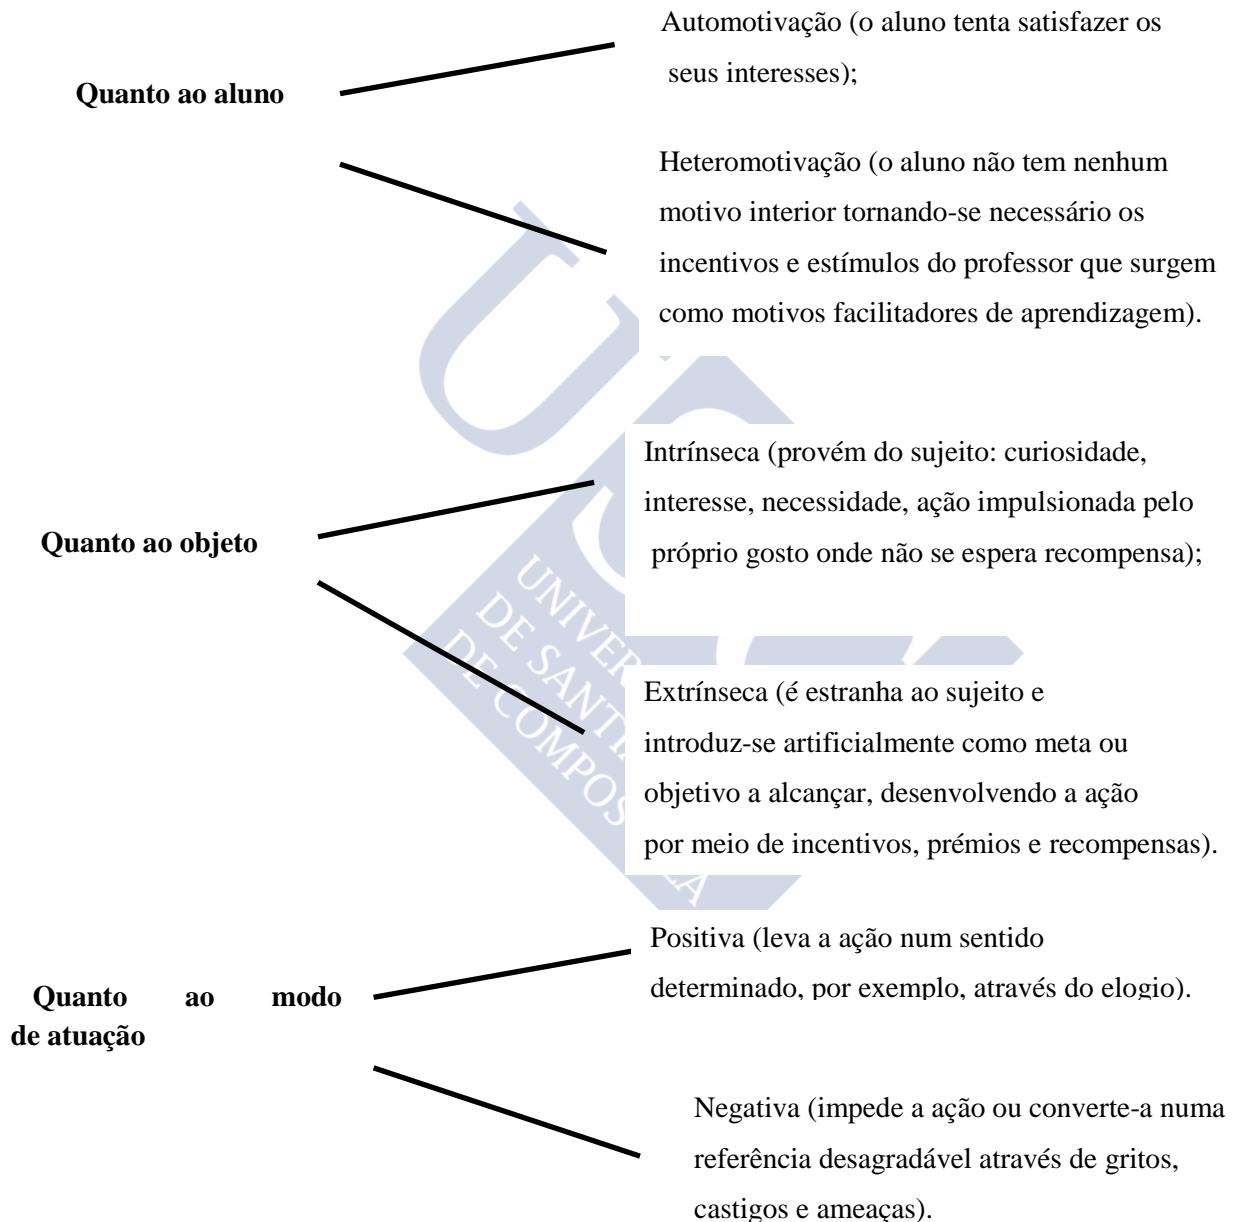 Automotivação (o aluno tenta satisfazer os
seus interesses);
Quanto ao aluno
Heteromotivação (o aluno não tem nenhum
motivo interior tornando-se necessário os
incentivos e estímulos do professor que surgem
como motivos facilitadores de aprendizagem).
Intrínseca (provém do sujeito: curiosidade,
interesse, necessidade, ação impulsionada pelo
próprio gosto onde não se espera recompensa);
Quanto ao objeto
Extrínseca (é estranha ao sujeito e
introduz-se artificialmente como meta ou
objetivo a alcançar, desenvolvendo a ação
por meio de incentivos, prémios e recompensas).
Positiva (leva a ação num sentido
determinado, por exemplo, através do elogio).
Quanto ao modo
de atuação
Negativa (impede a ação ou converte-a numa
referência desagradável através de gritos,
castigos e ameaças).
DE
DE